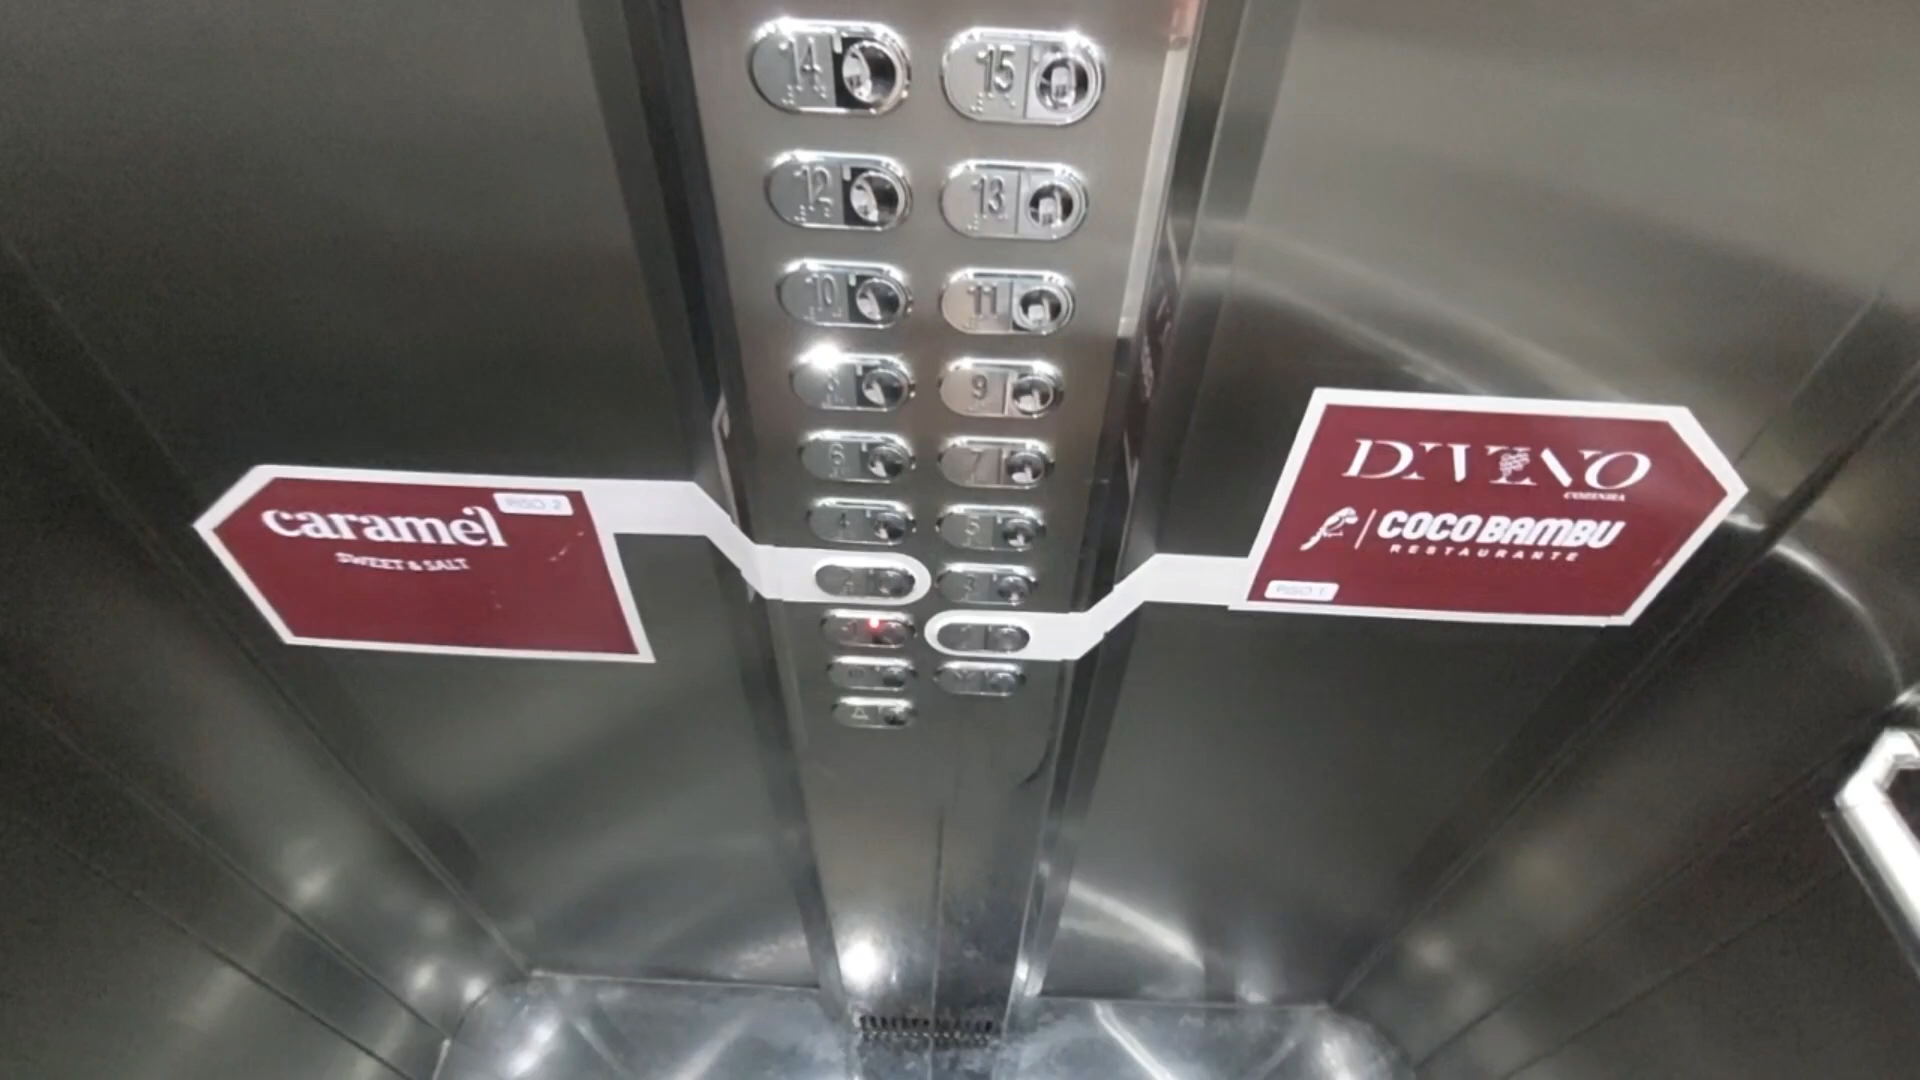 14
15
12
13
10
11
8
9
6
7
4
5
3
PISO 2
caramel
SWEET & SALT
DIVINO
COZINHA
COCO BAMBU
RESTAURANTE
PISO 1